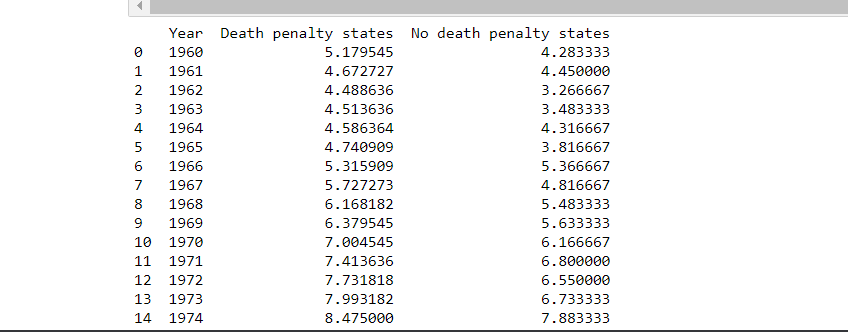 Year Death penalty states No death penalty states
0 1960 5.179545 4.283333
1 1961 4.672727 4.450000
2 1962 4.488636 3.266667
3 1963 4.513636 3.483333
4 1964 4.586364 4.316667
5 1965 4.740909 3.816667
6 1966 5.315909 5.366667
7 1967 5.727273 4.816667
8 1968 6.168182 5.483333
9 1969 6.379545 5.633333
10 1970 7.004545 6.166667
11 1971 7.413636 6.800000
12 1972 7.731818 6.550000
13 1973 7.993182 6.733333
14 1974 8.475000 7.883333